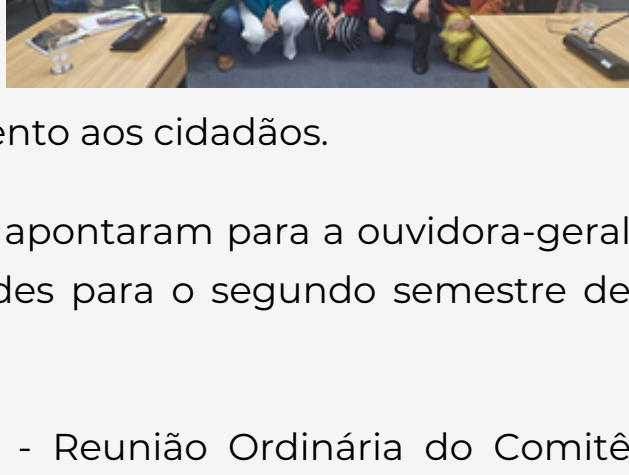 ento aos cidadãos.
apontaram para a ouvidora-geral
des para o segundo semestre de
- Reunião Ordinária do Comitê